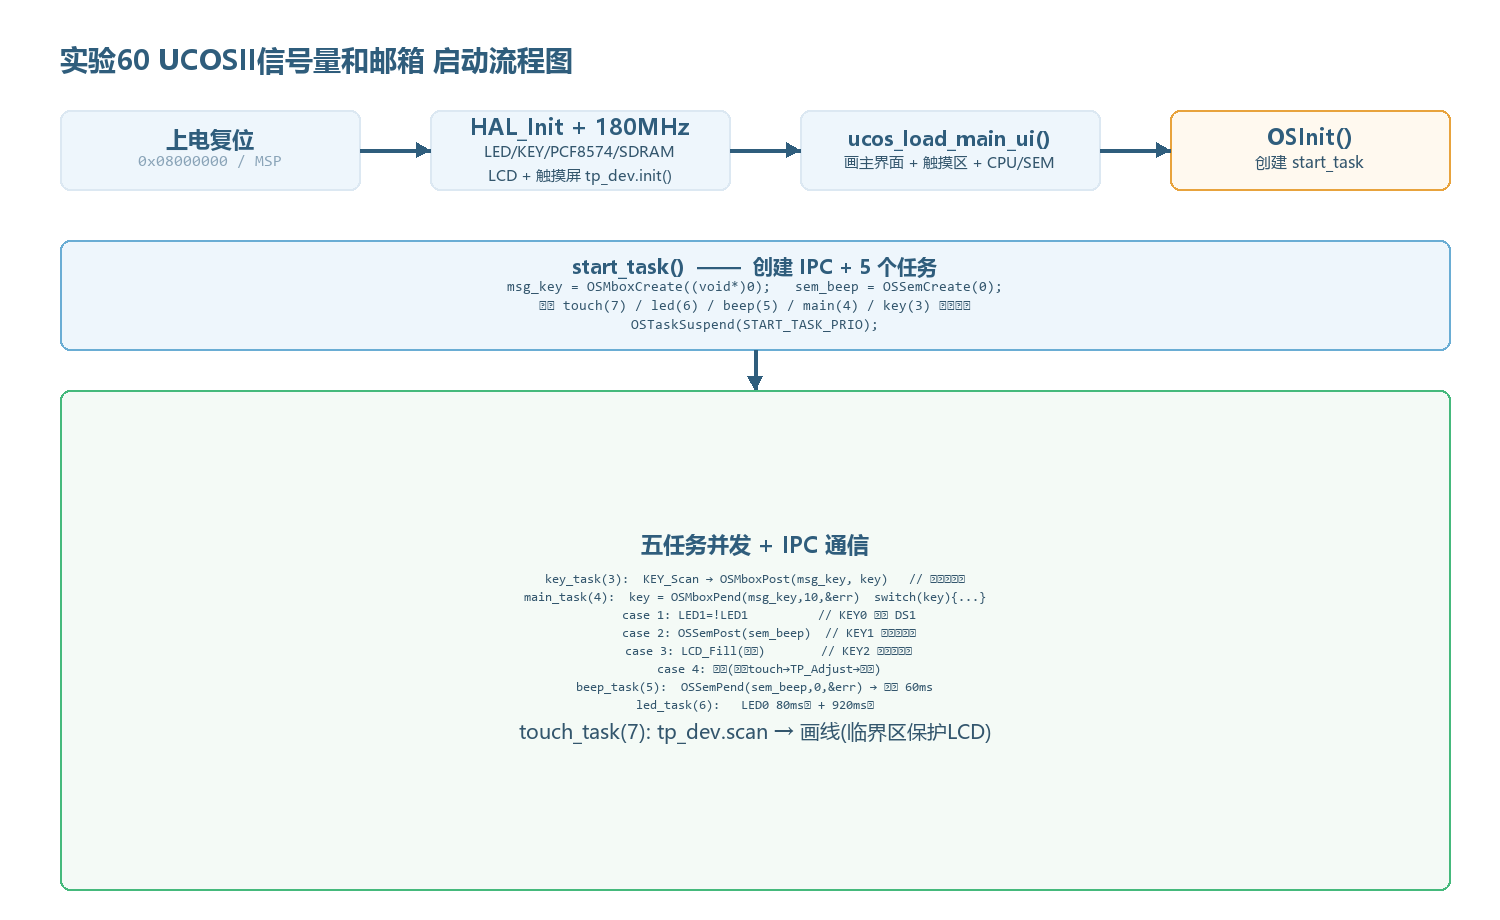 实验60 UCOSII信号量和邮箱 启动流程图
上电复位
0x08000000 / MSP
HAL_Init + 180MHz
LED/KEY/PCF8574/SDRAM
LCD + 触摸屏 tp_dev.init()
ucos_load_main_ui()
画主界面 + 触摸区 + CPU/SEM
OSInit()
创建 start_task
start_task() —— 创建 IPC + 5 个任务
msg_key = OSMboxCreate((void*)0);   sem_beep = OSSemCreate(0);
touch(7) / led(6) / beep(5) / main(4) / key(3)
OSTaskSuspend(START_TASK_PRIO);
五任务并发 + IPC 通信
key_task(3):  KEY_Scan → OSMboxPost(msg_key, key)   //
main_task(4):  key = OSMboxPend(msg_key,10,&err)  switch(key){...}
case 1: LED1=!LED1          // KEY0 DS1
case 2: OSSemPost(sem_beep)  // KEY1
case 3: LCD_Fill()        // KEY2
case 4: (touch→TP_Adjust→)
beep_task(5):  OSSemPend(sem_beep,0,&err) → 60ms
led_task(6):   LED0 80ms + 920ms
touch_task(7): tp_dev.scan → 画线(临界区保护LCD)